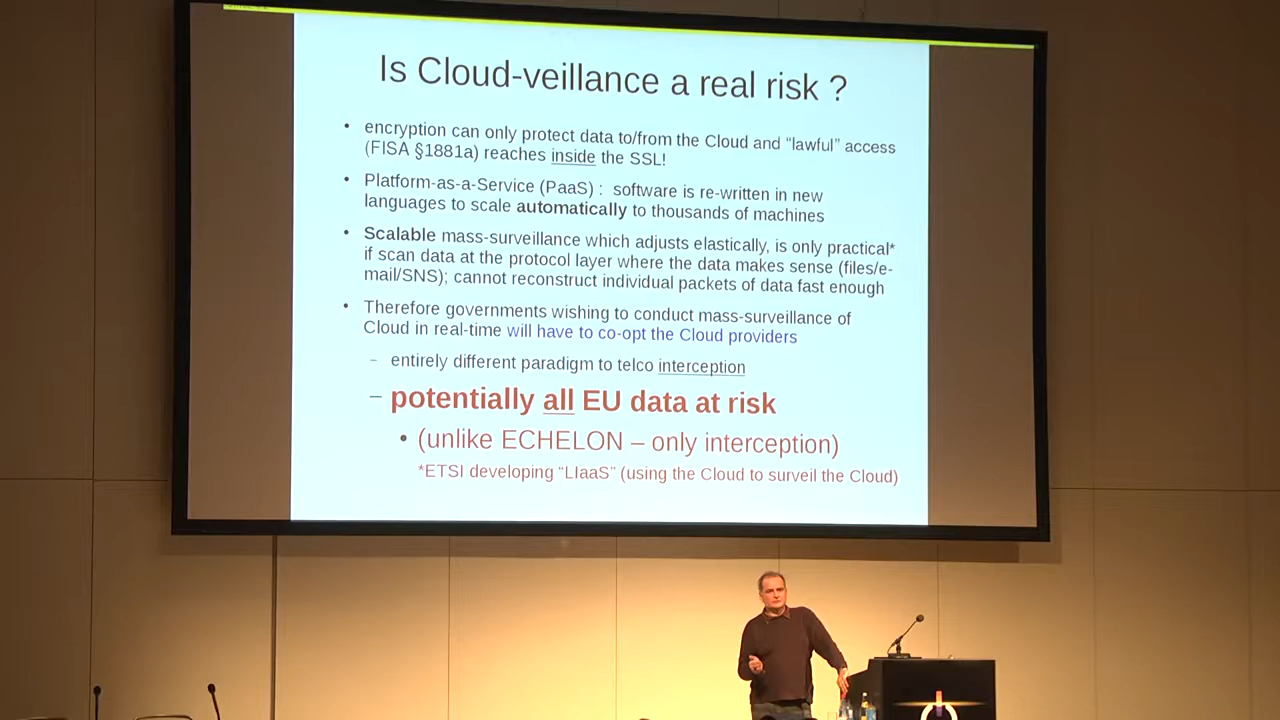 Is Cloud-veillance a real risk ?
• encryption can only protect data to/from the Cloud and “lawful” access
(FISA §1881a) reaches inside the SSL!
• Platform-as-a-Service (PaaS) : software is re-written in new
languages to scale automatically to thousands of machines
• Scalable mass-surveillance which adjusts elastically, is only practical*
if scan data at the protocol layer where the data makes sense (files/e-
mail/SNS); cannot reconstruct individual packets of data fast enough
• Therefore governments wishing to conduct mass-surveillance of
Cloud in real-time will have to co-opt the Cloud providers
– entirely different paradigm to telco interception
– potentially all EU data at risk
• (unlike ECHELON – only interception)
*ETSI developing “LIaaS” (using the Cloud to surveil the Cloud)